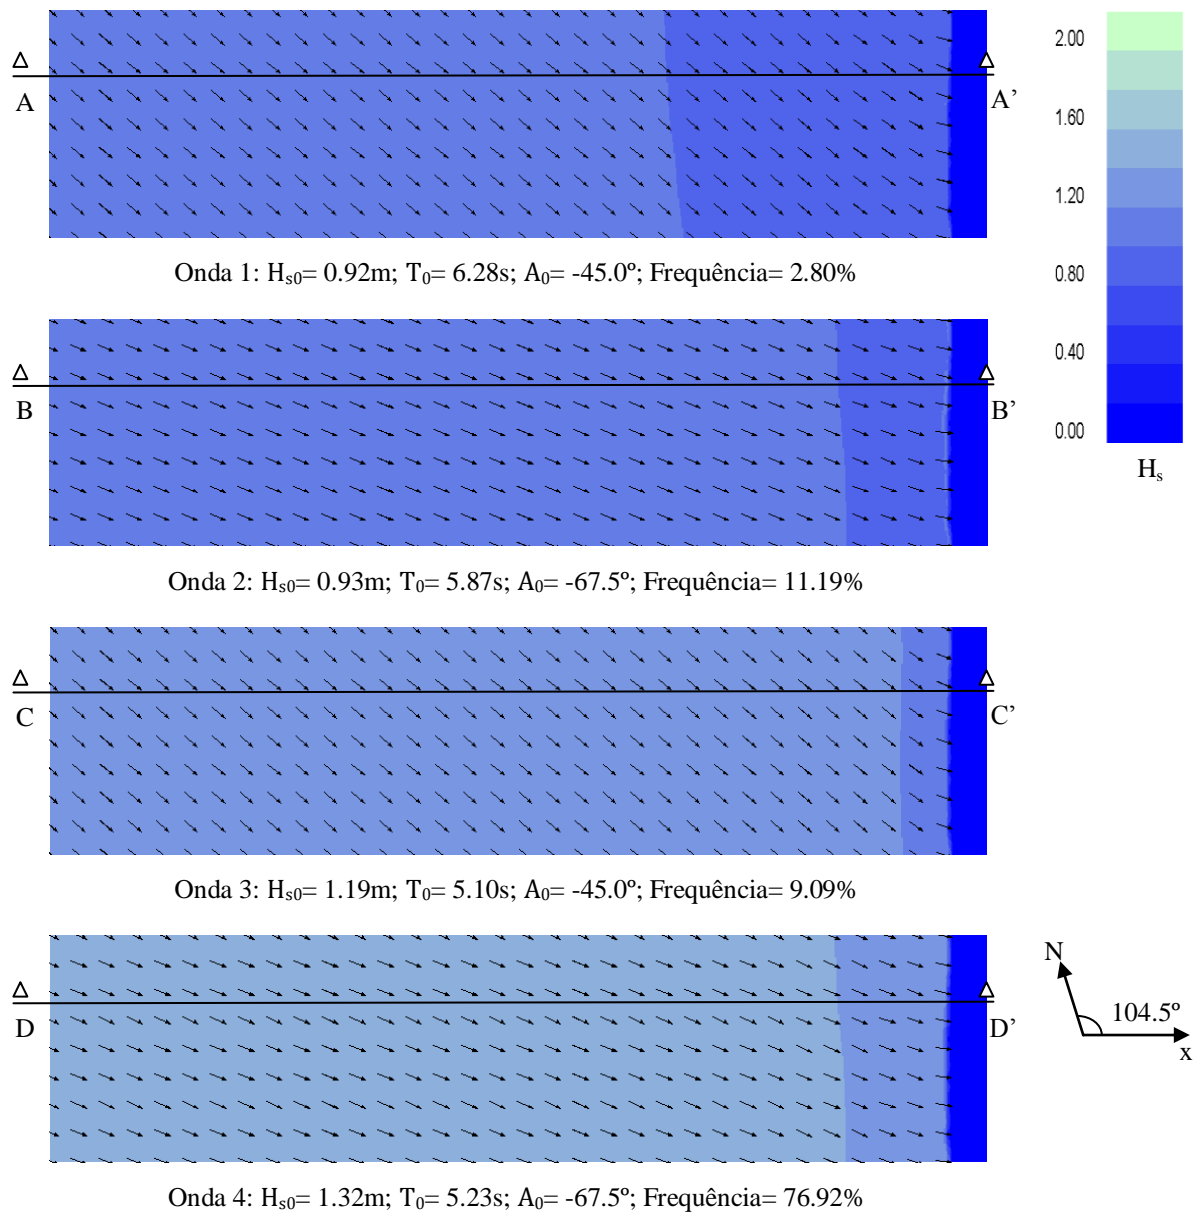 A A’
Onda 1: Hs0= 0.92m; T0= 6.28s; A0= -45.0º; Frequência= 2.80%
B B’
Onda 2: Hs0= 0.93m; T0= 5.87s; A0= -67.5º; Frequência= 11.19%
C C’
Onda 3: Hs0= 1.19m; T0= 5.10s; A0= -45.0º; Frequência= 9.09%
D D’
Onda 4: Hs0= 1.32m; T0= 5.23s; A0= -67.5º; Frequência= 76.92%
2.00
1.60
1.20
0.80
0.40
0.00
Hs
N
104.5º
x